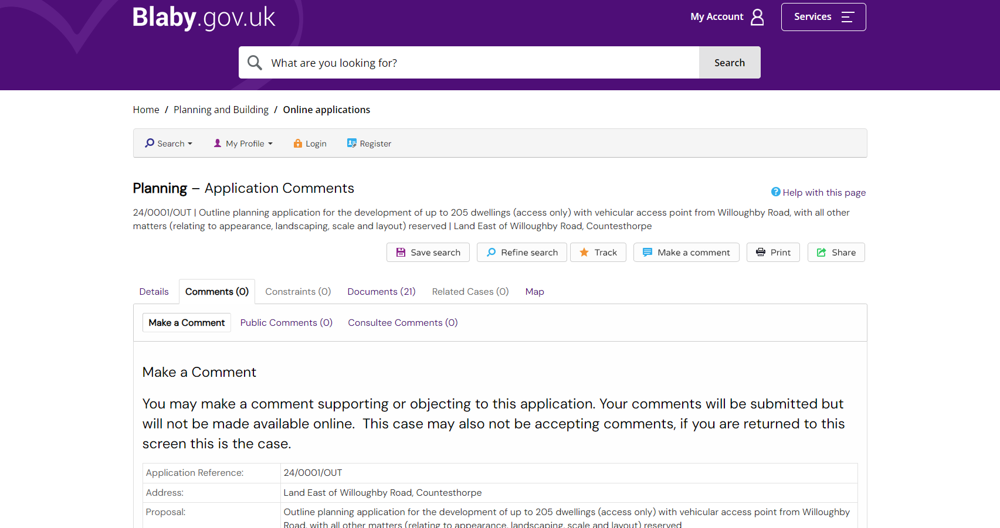 Blaby.gov.uk
My Account
Services
What are you looking for?
Search
Home / Planning and Building / Online applications
Search
My Profile
Login
Register
Planning – Application Comments
Help with this page
24/0001/OUT | Outline planning application for the development of up to 205 dwellings (access only) with vehicular access point from Willoughby Road, with all other
matters (relating to appearance, landscaping, scale and layout) reserved | Land East of Willoughby Road, Countesthorpe
Save search
Refine search
Track
Make a comment
Print
Share
Details
Comments (0)
Constraints (0)
Documents (21)
Related Cases (0)
Map
Make a Comment
Public Comments (0)
Consultee Comments (0)
Make a Comment
You may make a comment supporting or objecting to this application. Your comments will be submitted but
will not be made available online.  This case may also not be accepting comments, if you are returned to this
screen this is the case.
Application Reference: 24/0001/OUT
Address: Land East of Willoughby Road, Countesthorpe
Proposal: Outline planning application for the development of up to 205 dwellings (access only) with vehicular access point from Willoughby
Road, with all other matters (relating to appearance, landscaping, scale and layout) reserved